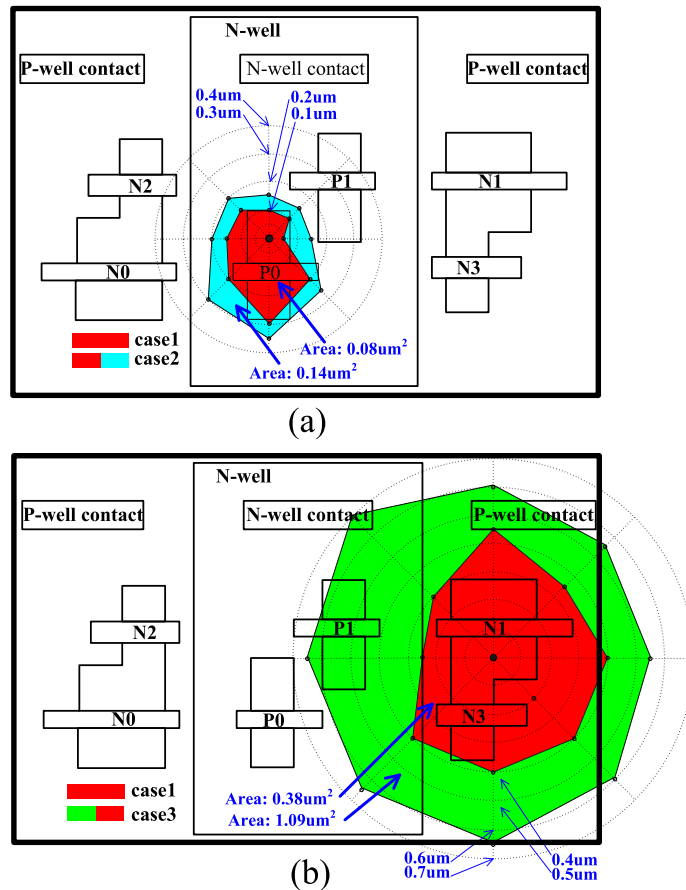 N-well
P-well contact
N-well contact
P-well contact
0.4um
0.2um
0.3um
0.1um
N2
P1
N1
N0
P0
N3
case1
case2
Area: 0.08um²
Area: 0.14um²
(a)
N-well
P-well contact
N-well contact
P-well contact
N2
P1
N1
N0
P0
N3
case1
case3
Area: 0.38um²
Area: 1.09um²
0.6um
0.4um
0.7um
0.5um
(b)